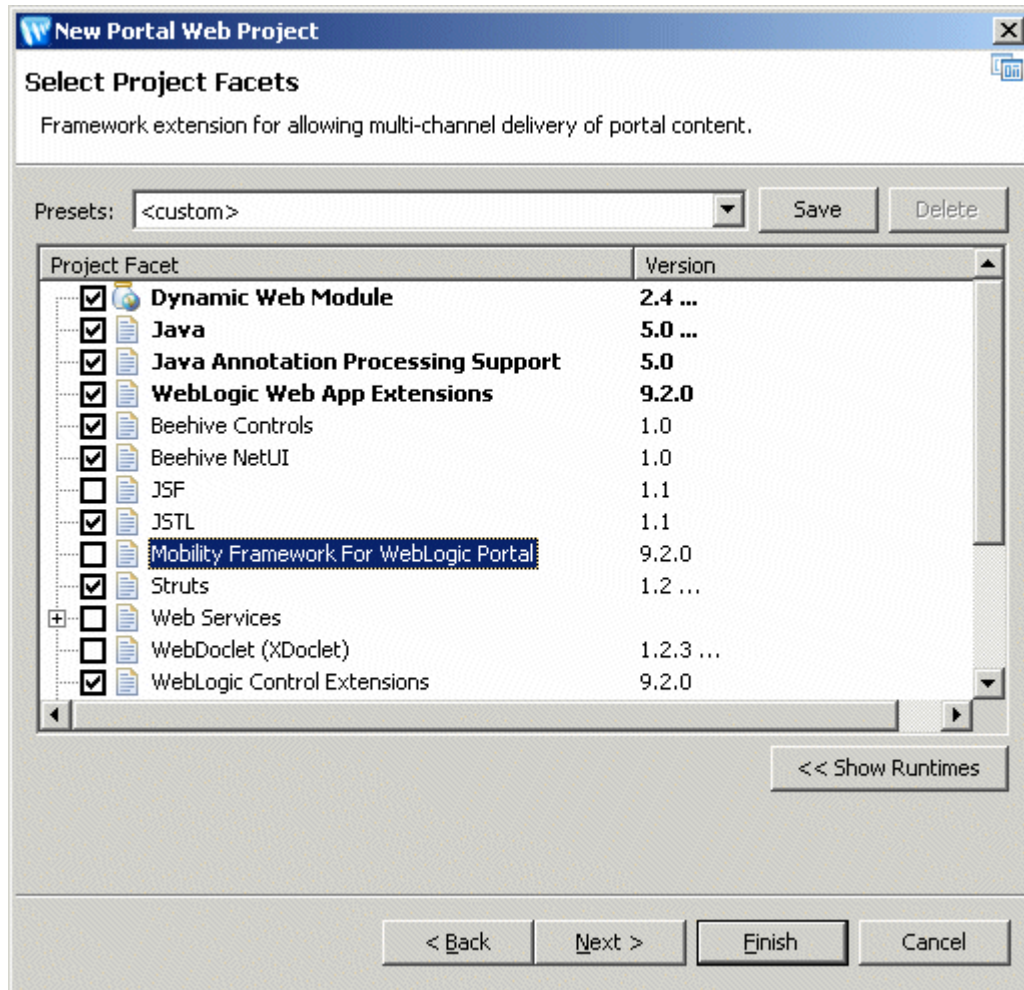 New Portal Web Project
Select Project Facets
Framework extension for allowing multi-channel delivery of portal content.
Presets: <custom> Save Delete
Project Facet Version
Dynamic Web Module 2.4 ...
Java 5.0 ...
Java Annotation Processing Support 5.0
WebLogic Web App Extensions 9.2.0
Beehive Controls 1.0
Beehive NetUI 1.0
JSF 1.1
JSTL 1.1
Mobility Framework For WebLogic Portal 9.2.0
Struts 1.2 ...
Web Services
WebDoclet (XDoclet) 1.2.3 ...
WebLogic Control Extensions 9.2.0
<< Show Runtimes
< Back Next > Finish Cancel